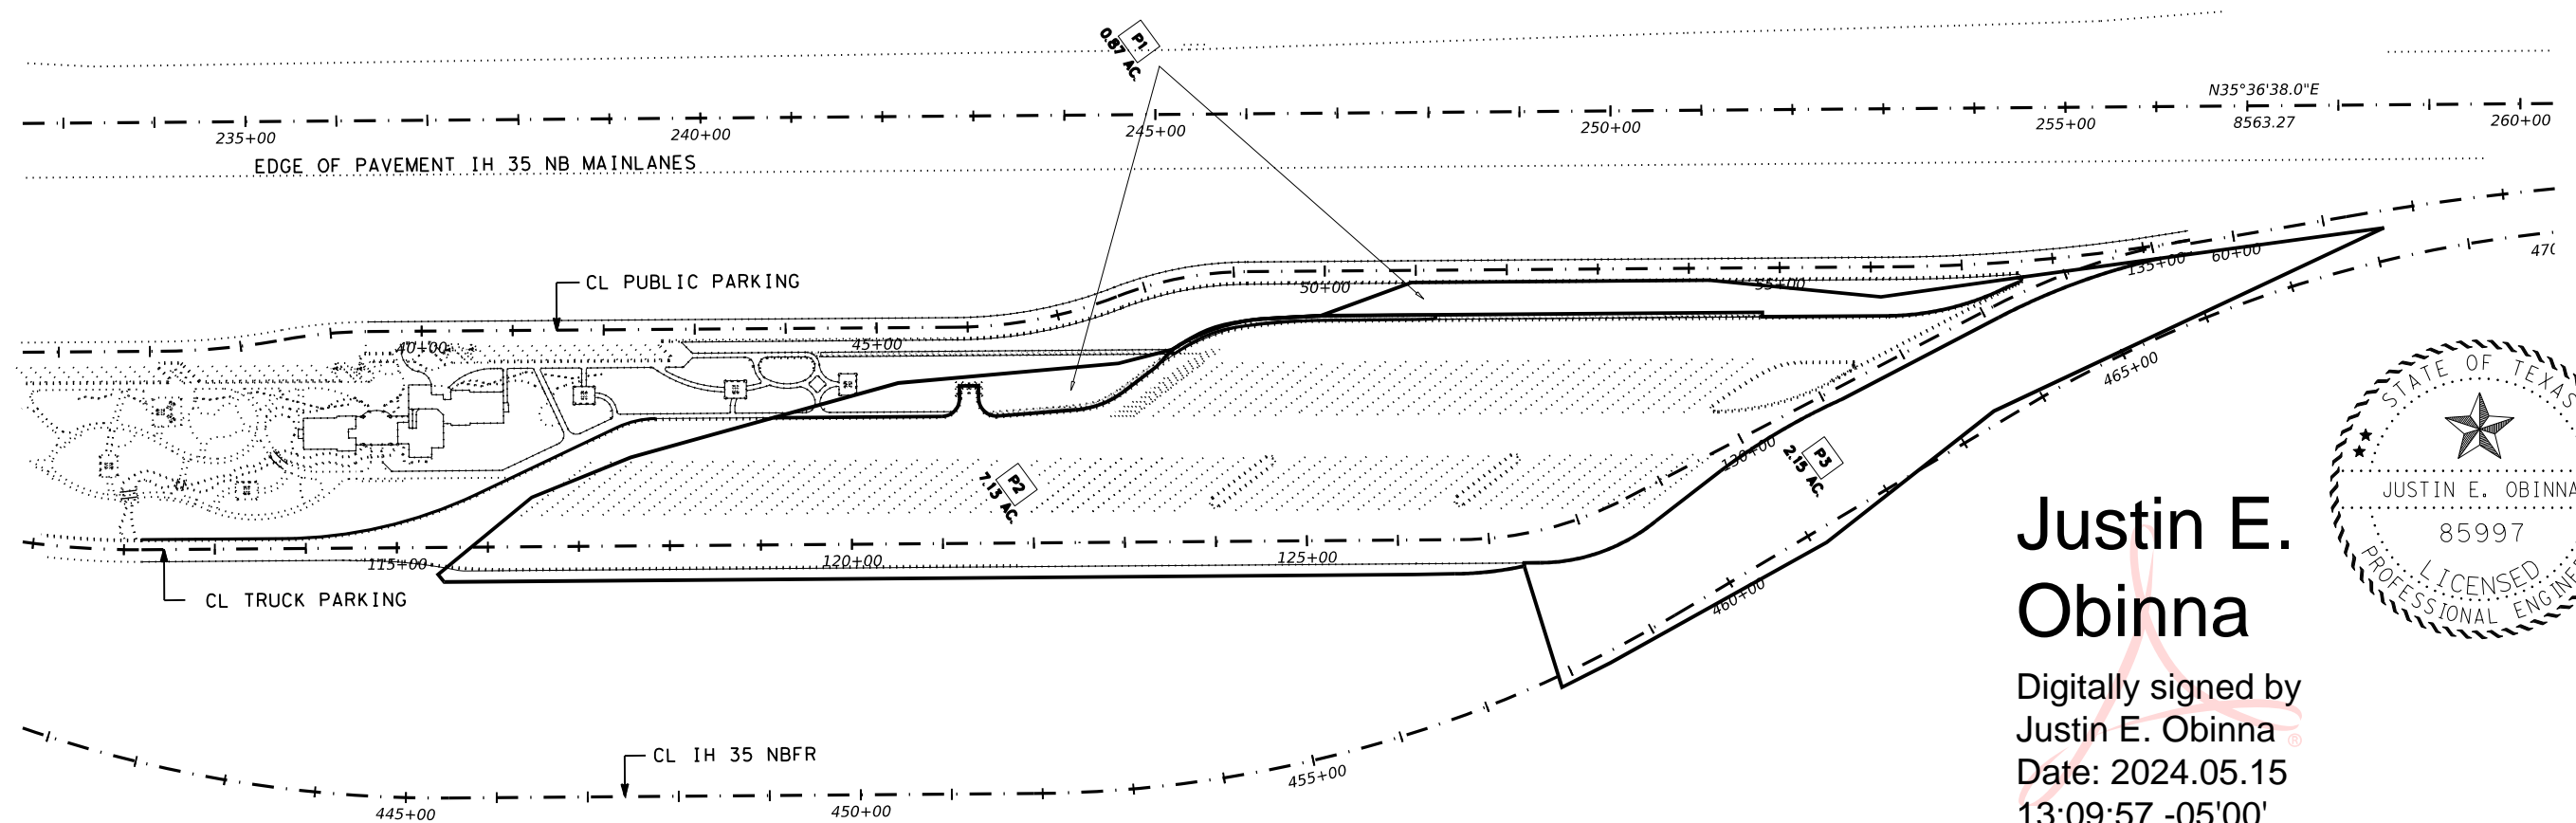 P1
0.87 AC.
N35°36'38.0"E
235+00
240+00
245+00
250+00
255+00
8563.27
260+00
EDGE OF PAVEMENT IH 35 NB MAINLANES
CL PUBLIC PARKING
40+00
45+00
50+00
55+00
135+00
60+00
465+00
STATE OF TEXAS
JUSTIN E. OBINNA
85997
LICENSED
130+00
P3
2.15 AC.
P2
7.13 AC.
115+00
120+00
125+00
CL TRUCK PARKING
460+00
Justin E.
Obinna
Digitally signed by
Justin E. Obinna
Date: 2024.05.15
13:09:57 -05'00'
®
CL IH 35 NBFR
445+00
450+00
455+00